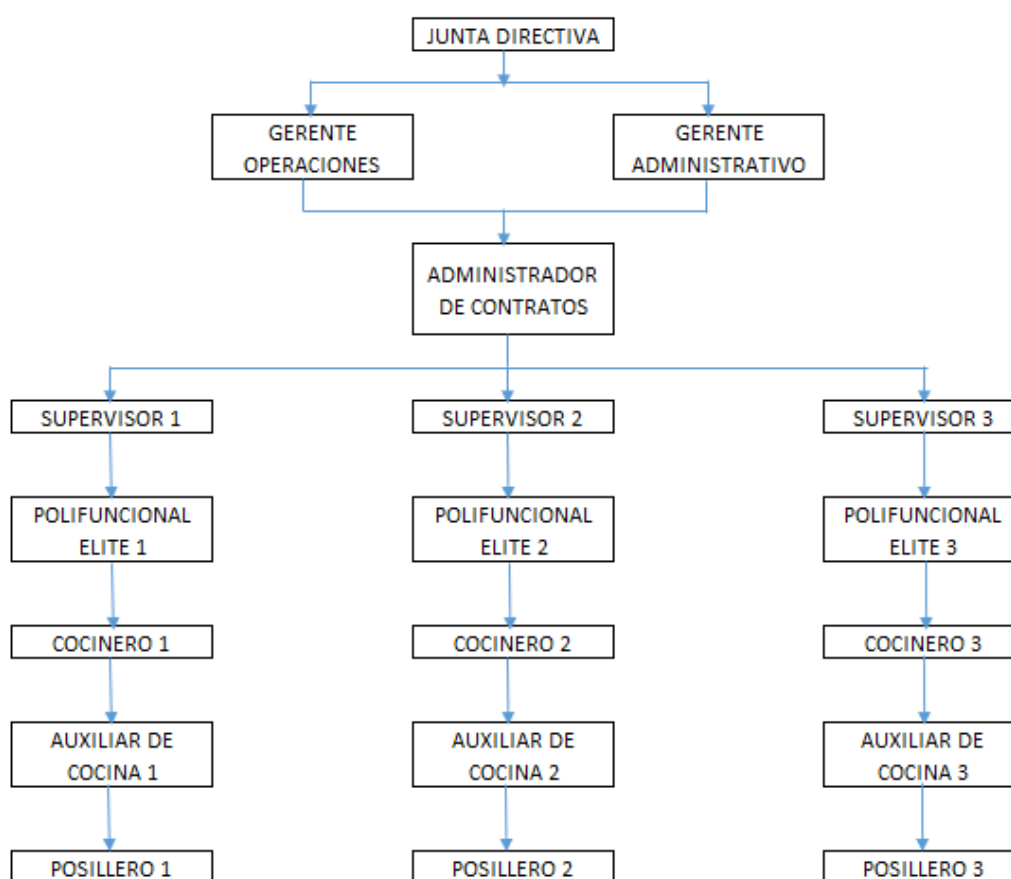 JUNTA DIRECTIVA
GERENTE
OPERACIONES
GERENTE
ADMINISTRATIVO
ADMINISTRADOR
DE CONTRATOS
SUPERVISOR 1
SUPERVISOR 2
SUPERVISOR 3
POLIFUNCIONAL
ELITE 1
POLIFUNCIONAL
ELITE 2
POLIFUNCIONAL
ELITE 3
COCINERO 1
COCINERO 2
COCINERO 3
AUXILIAR DE
COCINA 1
AUXILIAR DE
COCINA 2
AUXILIAR DE
COCINA 3
POSILLERO 1
POSILLERO 2
POSILLERO 3